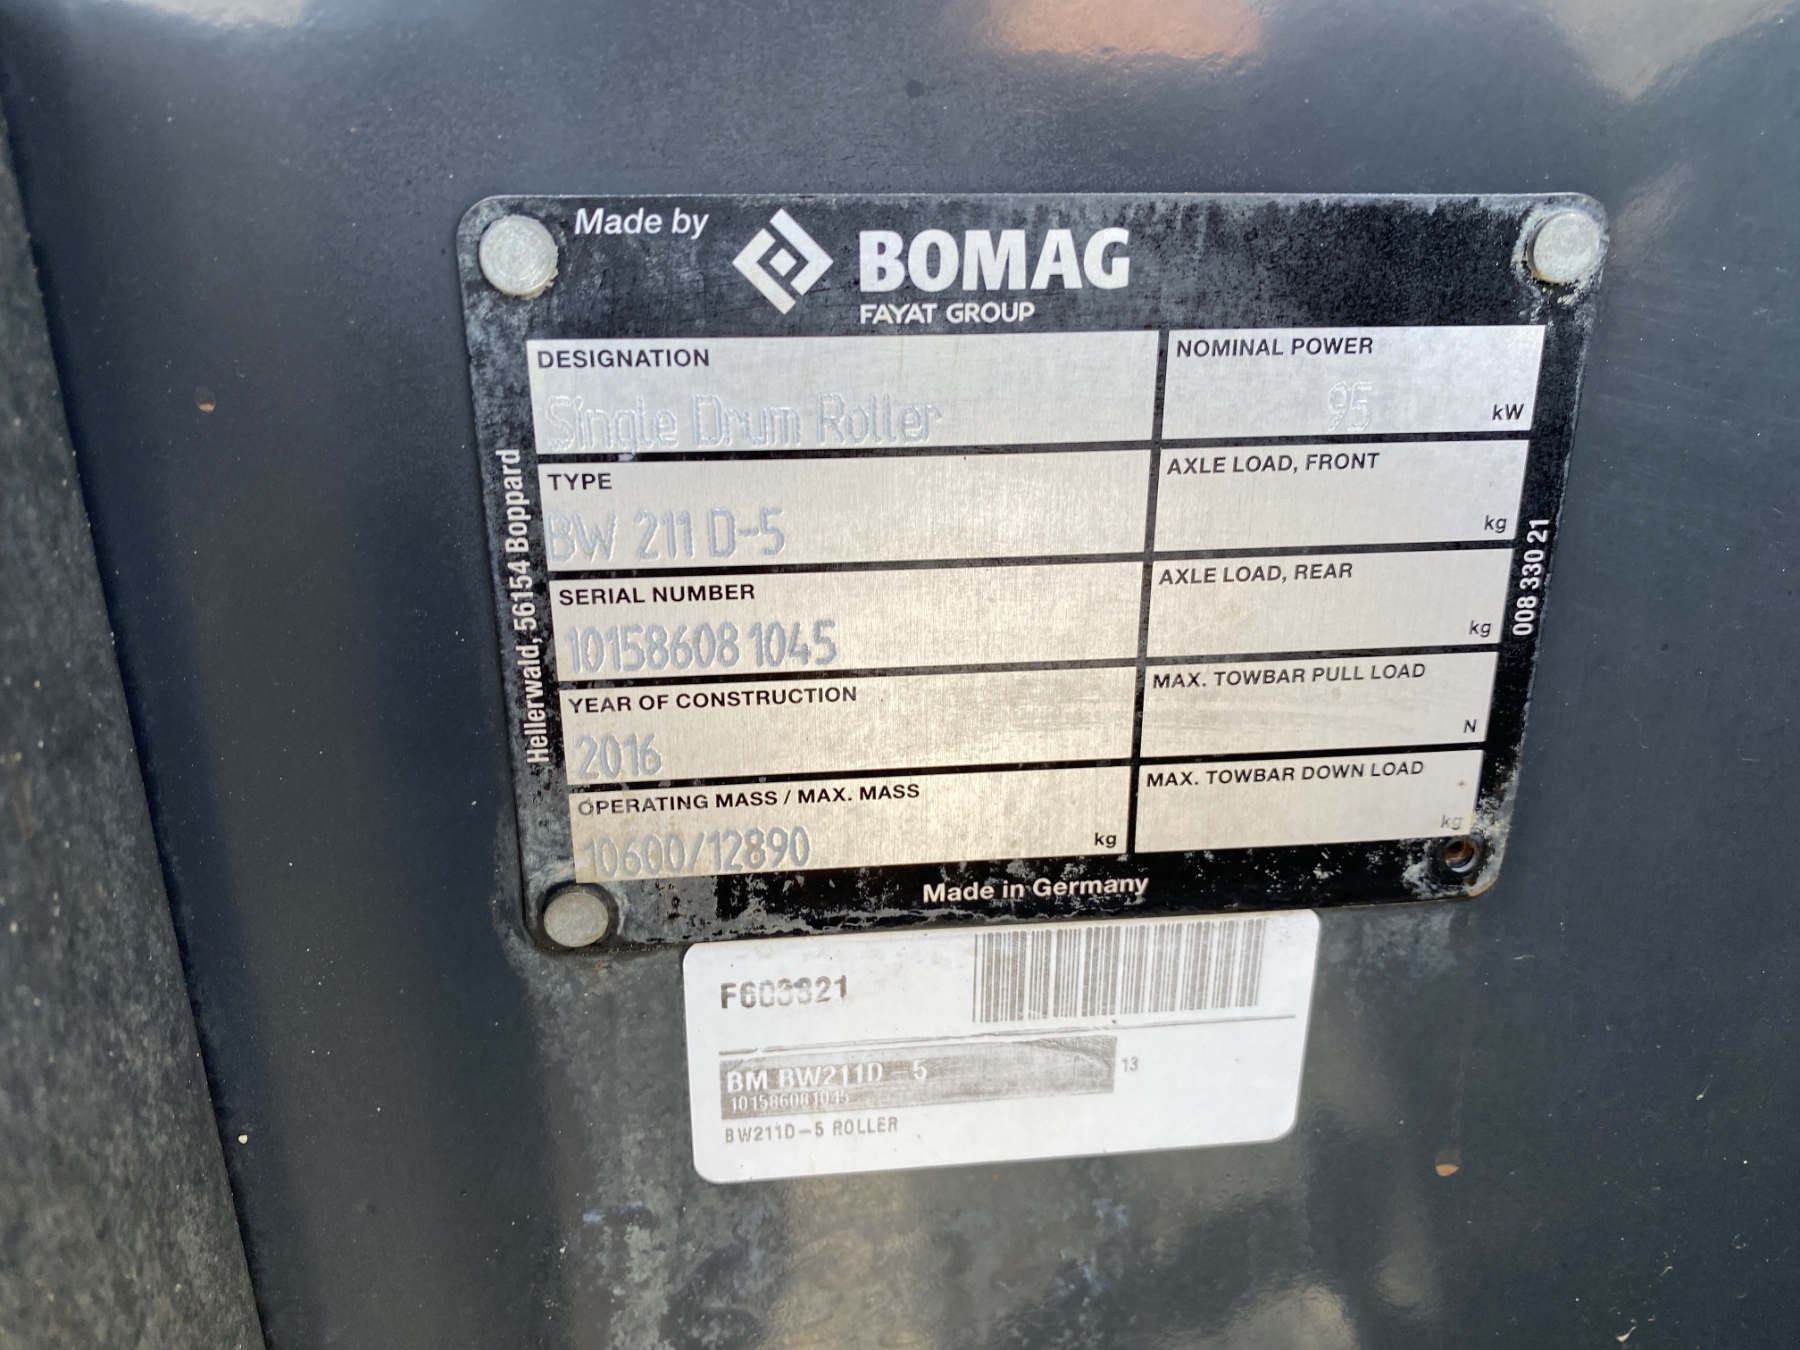 Made by BOMAG
FAYAT GROUP
DESIGNATION
Single Drum Roller
NOMINAL POWER
95 kW
TYPE
BW 211 D-5
AXLE LOAD, FRONT
kg
SERIAL NUMBER
101586081045
AXLE LOAD, REAR
kg
YEAR OF CONSTRUCTION
2016
MAX. TOWBAR PULL LOAD
N
OPERATING MASS / MAX. MASS
10600/12890 kg
MAX. TOWBAR DOWN LOAD
kg
Made in Germany
Hellerwald, 56154 Boppard
008 330 21
F603321
BM BW211D-5
13
101586081045
BW211D-5 ROLLER